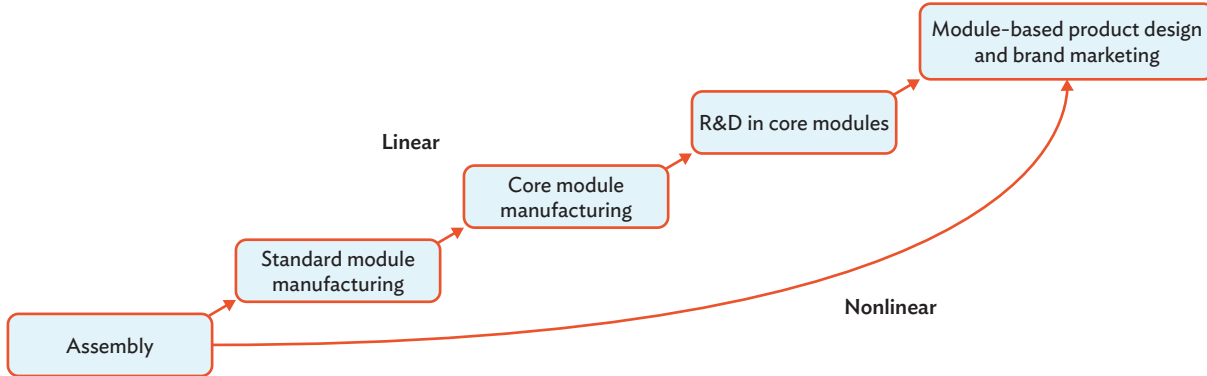 Module-based product design
and brand marketing
R&D in core modules
Linear
Core module
manufacturing
Standard module
manufacturing
Nonlinear
Assembly